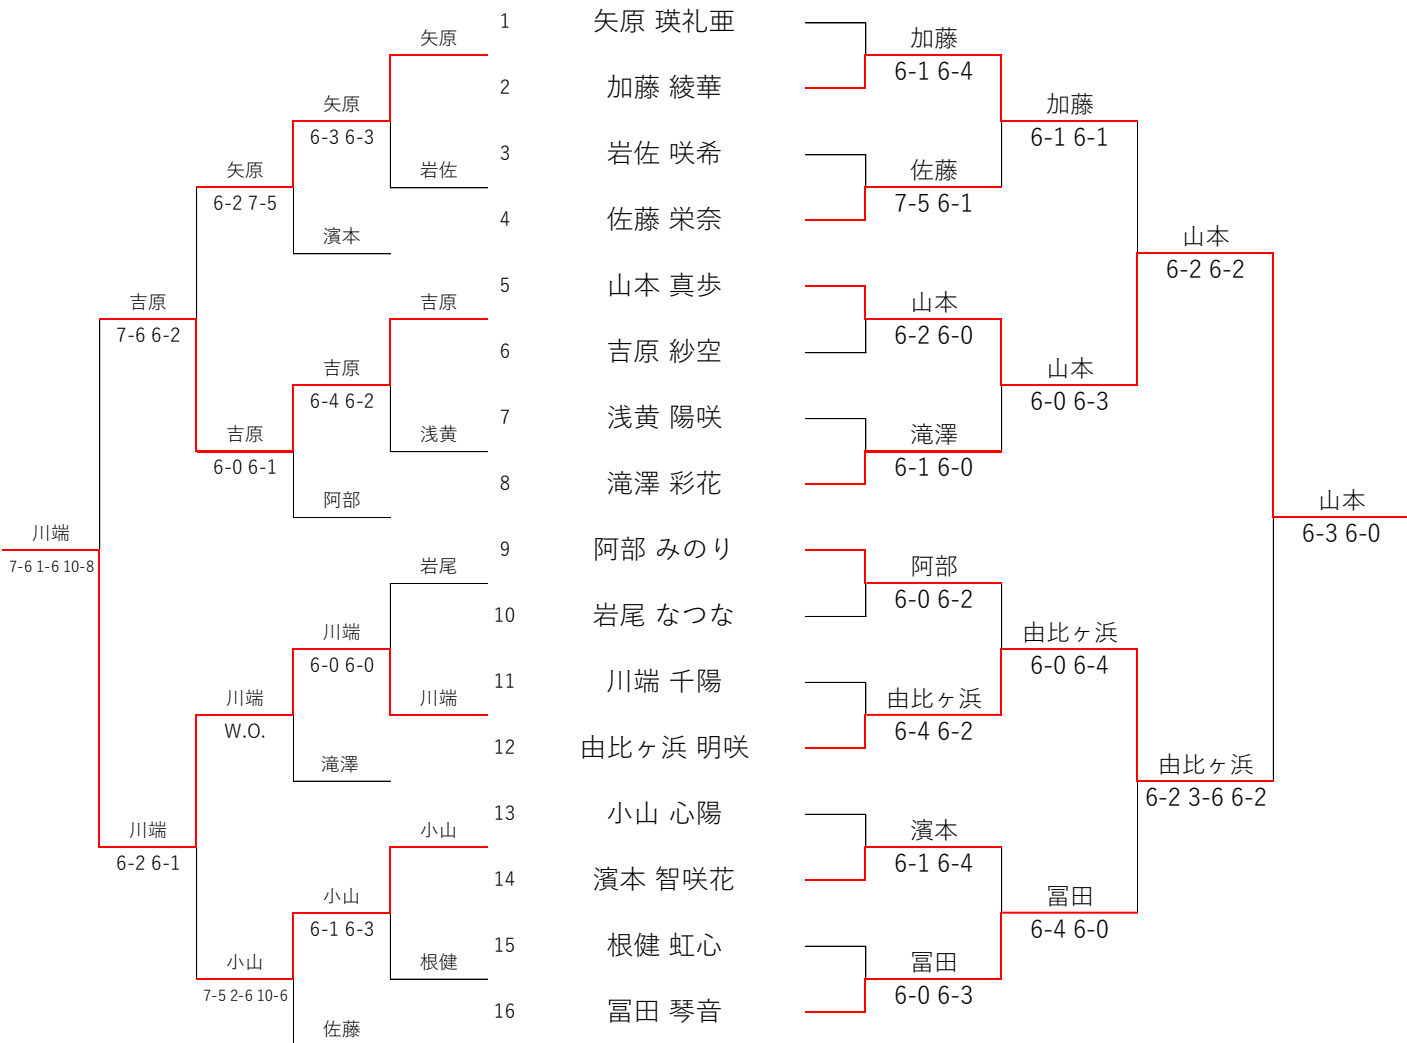 1 矢原 瑛礼亜
矢原
加藤
6-1 6-4
2 加藤 綾華
矢原
6-3 6-3
加藤
6-1 6-1
3 岩佐 咲希
矢原
6-2 7-5
岩佐
佐藤
7-5 6-1
4 佐藤 栄奈
濱本
山本
6-2 6-2
5 山本 真歩
吉原
7-6 6-2
吉原
山本
6-2 6-0
6 吉原 紗空
吉原
6-4 6-2
山本
6-0 6-3
7 浅黄 陽咲
吉原
6-0 6-1
浅黄
滝澤
6-1 6-0
8 滝澤 彩花
阿部
山本
6-3 6-0
川端
7-6 1-6 10-8
9 阿部 みのり
岩尾
阿部
6-0 6-2
10 岩尾 なつな
川端
6-0 6-0
由比ヶ浜
6-0 6-4
11 川端 千陽
川端
W.O.
川端
由比ヶ浜
6-4 6-2
12 由比ヶ浜 明咲
滝澤
由比ヶ浜
6-2 3-6 6-2
13 小山 心陽
川端
6-2 6-1
小山
濱本
6-1 6-4
14 濱本 智咲花
小山
6-1 6-3
冨田
6-4 6-0
15 根健 虹心
小山
7-5 2-6 10-6
根健
冨田
6-0 6-3
16 冨田 琴音
佐藤